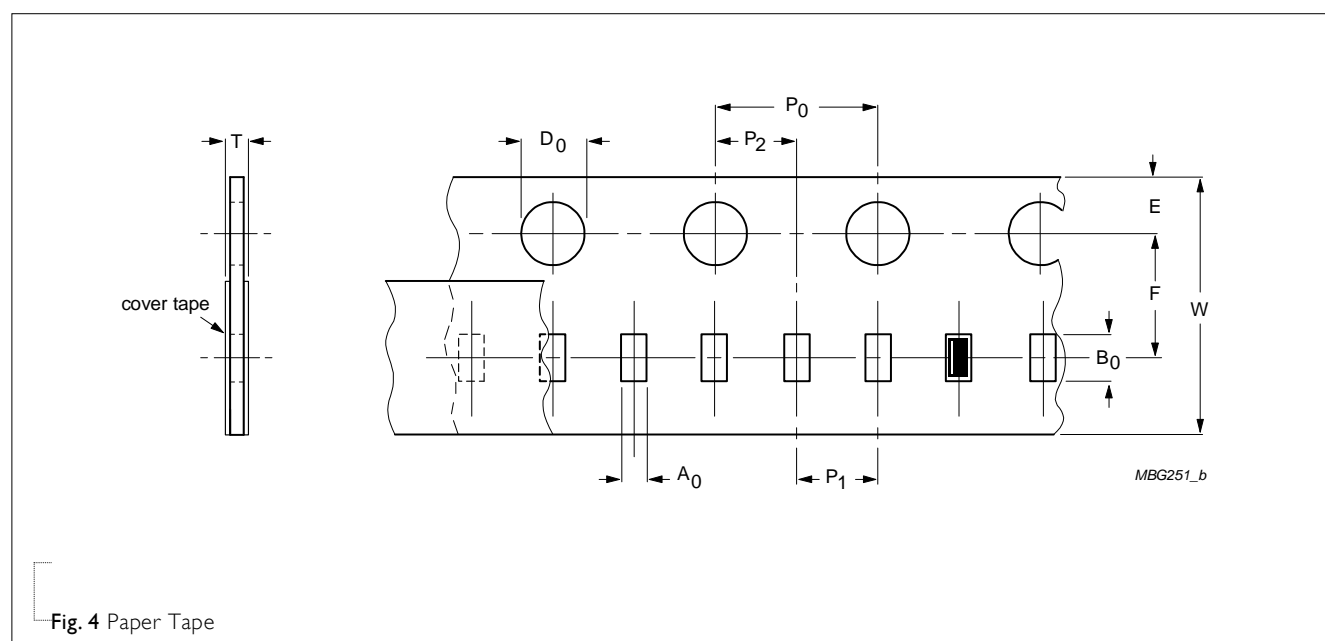 P0
T
D0
P2
E
F
W
cover tape
B0
A0
P1
MBG251_b
Fig. 4 Paper Tape